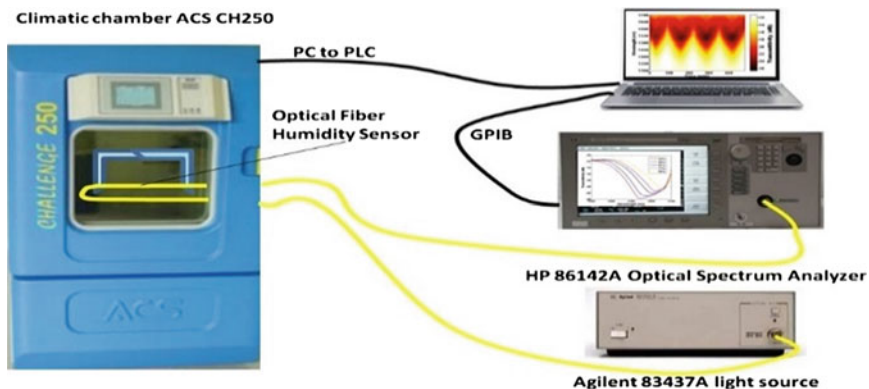 Climatic chamber ACS CH250
PC to PLC
Optical Fiber
Humidity Sensor
GPIB
CHALLENGE 250
ACS
HP 86142A Optical Spectrum Analyzer
Agilent 83437A light source